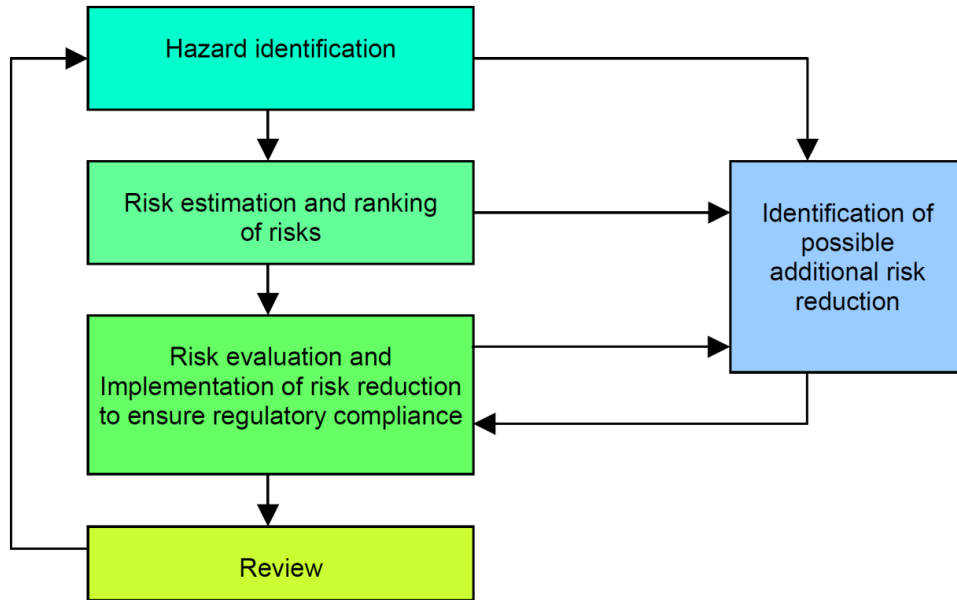 Hazard identification
Risk estimation and ranking
of risks
Identification of
possible
additional risk
reduction
Risk evaluation and
Implementation of risk reduction
to ensure regulatory compliance
Review